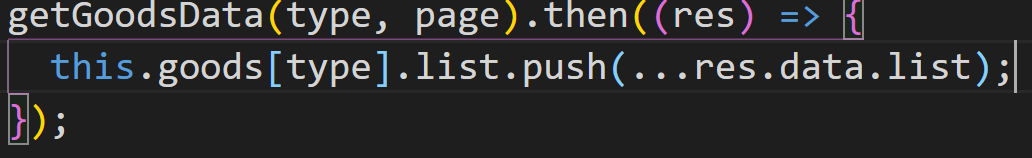 getGoodsData(type, page).then((res) => {
  this.goods[type].list.push(...res.data.list);
});